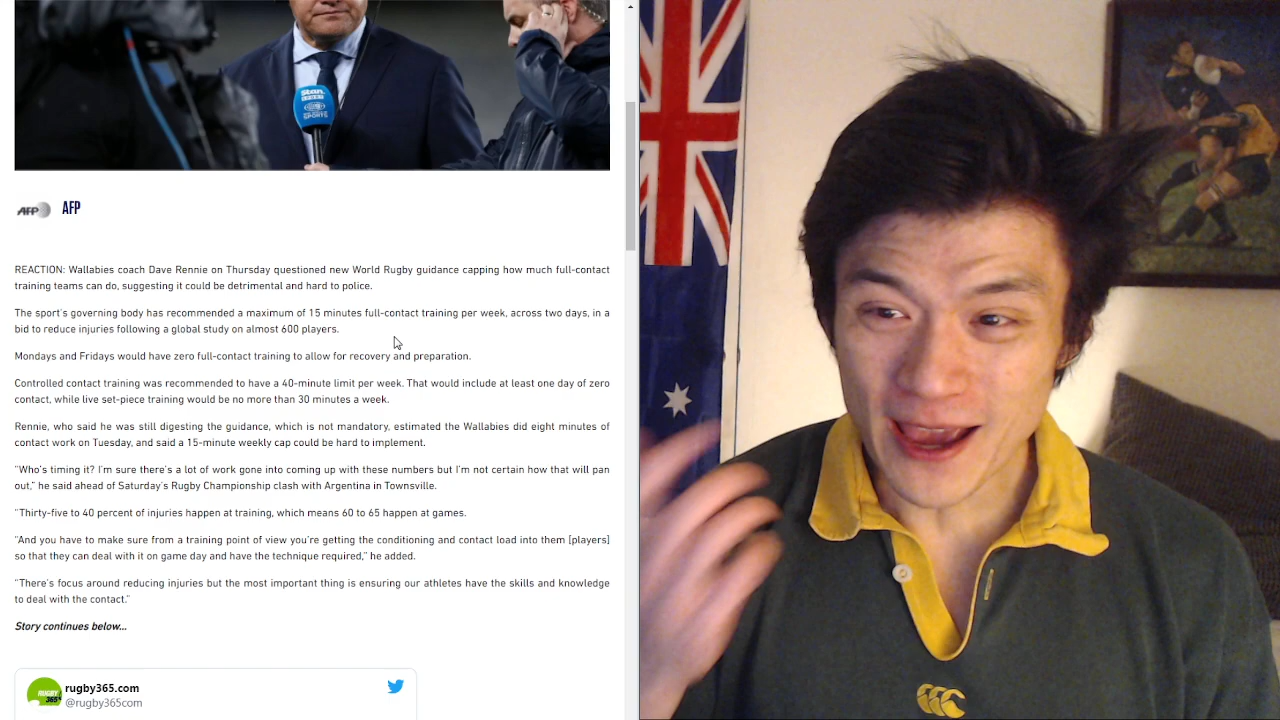 Stan.
SPORT
SPORTS
AFP AFP
REACTION: Wallabies coach Dave Rennie on Thursday questioned new World Rugby guidance capping how much full-contact
training teams can do, suggesting it could be detrimental and hard to police.
The sport's governing body has recommended a maximum of 15 minutes full-contact training per week, across two days, in a
bid to reduce injuries following a global study on almost 600 players.
Mondays and Fridays would have zero full-contact training to allow for recovery and preparation.
Controlled contact training was recommended to have a 40-minute limit per week. That would include at least one day of zero
contact, while live set-piece training would be no more than 30 minutes a week.
Rennie, who said he was still digesting the guidance, which is not mandatory, estimated the Wallabies did eight minutes of
contact work on Tuesday, and said a 15-minute weekly cap could be hard to implement.
"Who's timing it? I'm sure there's a lot of work gone into coming up with these numbers but I'm not certain how that will pan
out," he said ahead of Saturday's Rugby Championship clash with Argentina in Townsville.
"Thirty-five to 40 percent of injuries happen at training, which means 60 to 65 happen at games.
"And you have to make sure from a training point of view you're getting the conditioning and contact load into them [players]
so that they can deal with it on game day and have the technique required," he added.
"There's focus around reducing injuries but the most important thing is ensuring our athletes have the skills and knowledge
to deal with the contact."
Story continues below...
RUGBY 365 rugby365.com
@rugby365com